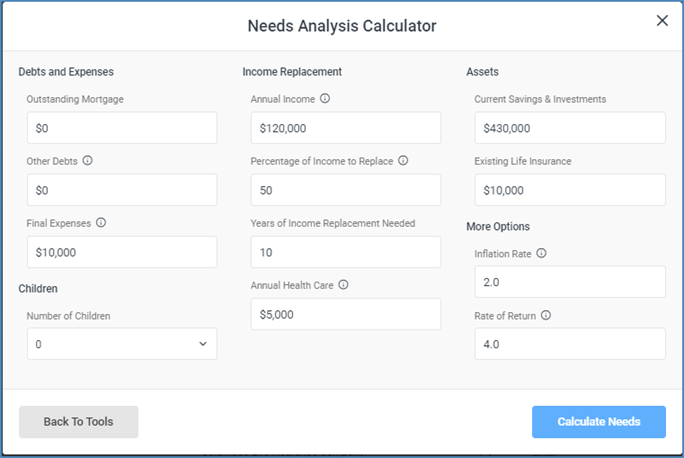 Needs Analysis Calculator
Debts and Expenses
Outstanding Mortgage
$0
Other Debts
$0
Final Expenses
$10,000
Children
Number of Children
0
Income Replacement
Annual Income
$120,000
Percentage of Income to Replace
50
Years of Income Replacement Needed
10
Annual Health Care
$5,000
Assets
Current Savings & Investments
$430,000
Existing Life Insurance
$10,000
More Options
Inflation Rate
2.0
Rate of Return
4.0
Back To Tools
Calculate Needs